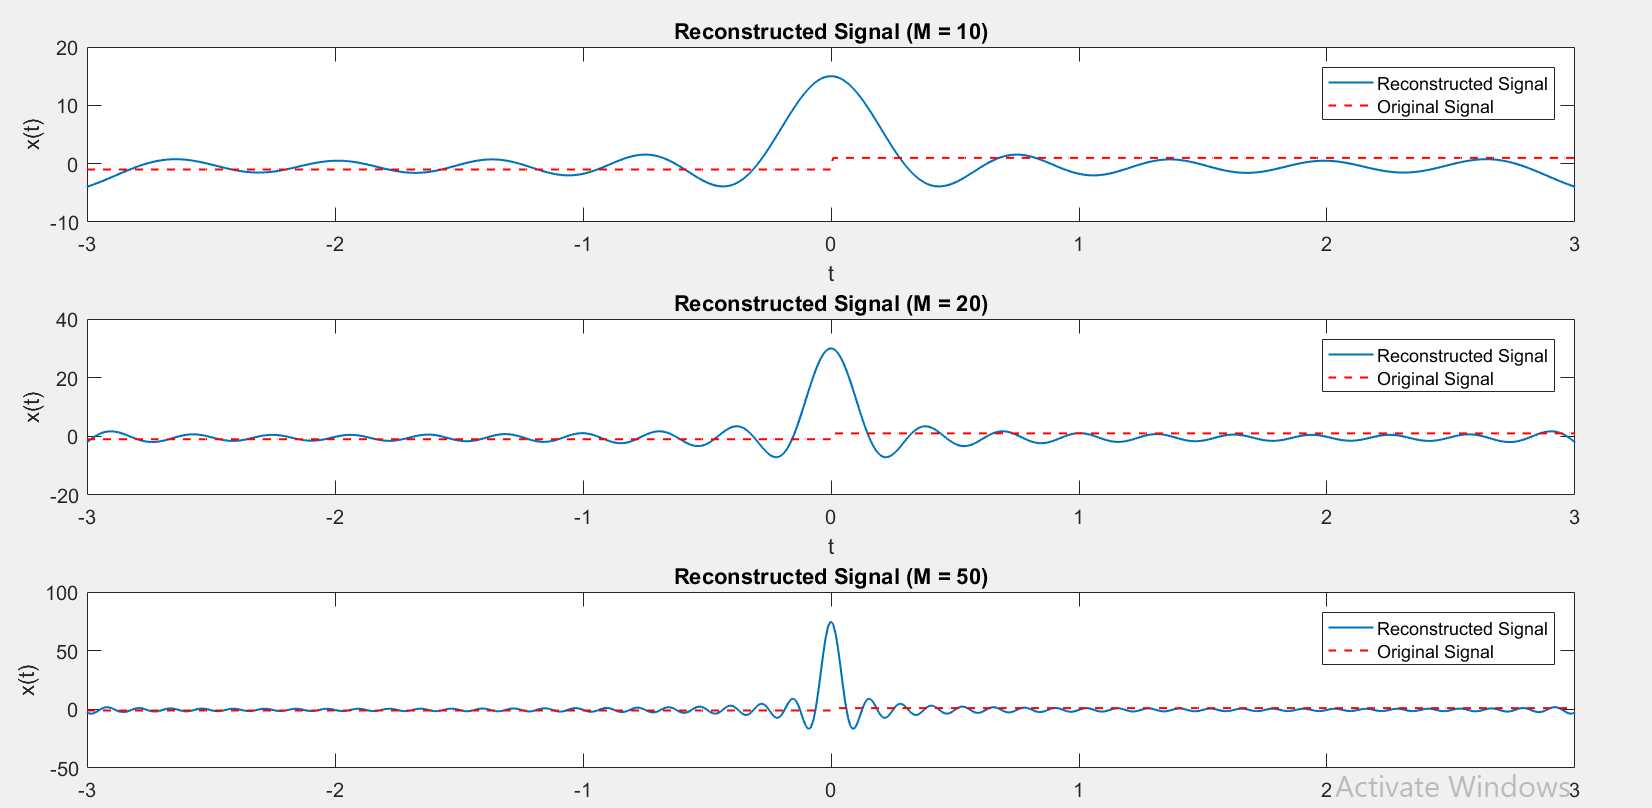 Reconstructed Signal (M = 10)
20
10
0
-10
x(t)
Reconstructed Signal
Original Signal
-3 -2 -1 0 1 2 3
t
Reconstructed Signal (M = 20)
40
20
0
-20
x(t)
Reconstructed Signal
Original Signal
-3 -2 -1 0 1 2 3
t
Reconstructed Signal (M = 50)
100
50
0
-50
x(t)
Reconstructed Signal
Original Signal
-3 -2 -1 0 1 2 3
Activate Windows